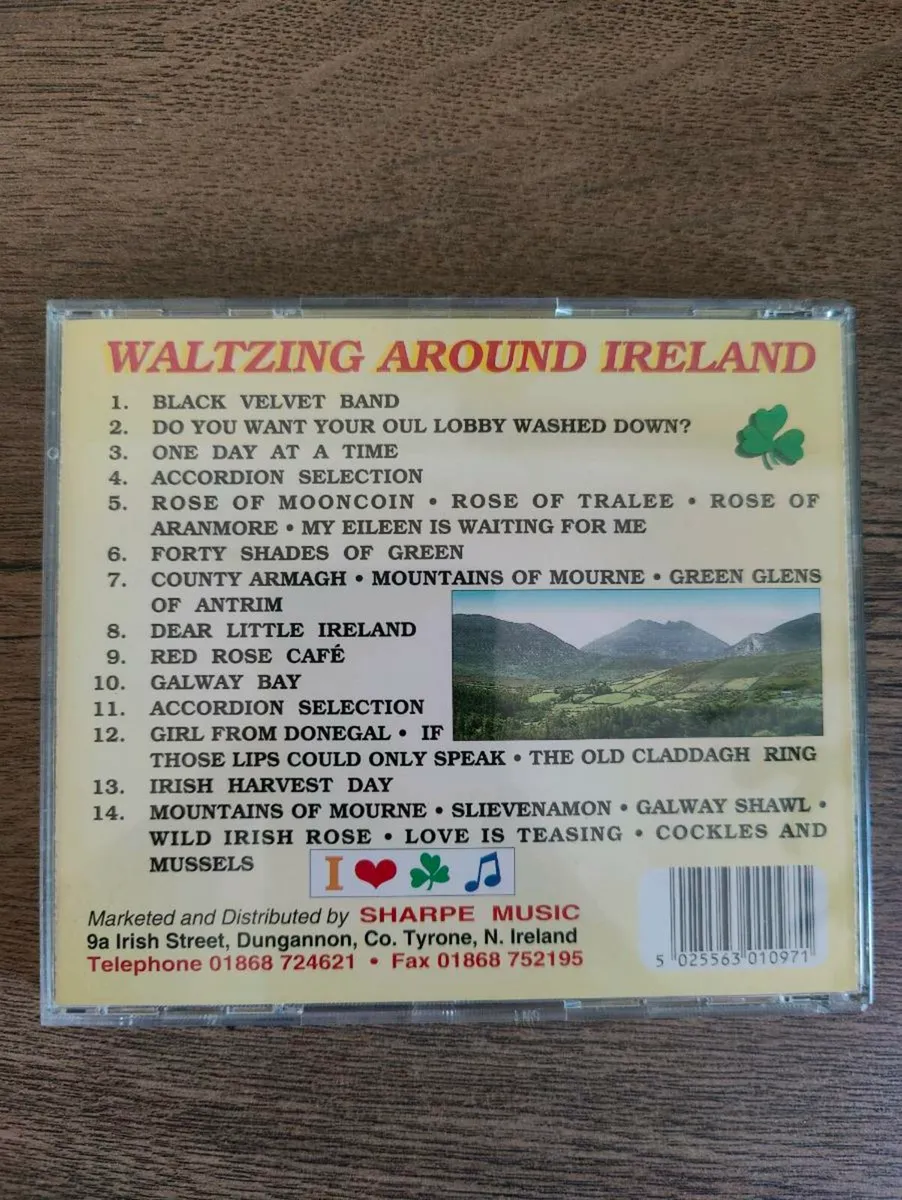 WALTZING AROUND IRELAND
1. BLACK VELVET BAND
2. DO YOU WANT YOUR OUL LOBBY WASHED DOWN?
3. ONE DAY AT A TIME
4. ACCORDION SELECTION
5. ROSE OF MOONCOIN • ROSE OF TRALEE • ROSE OF
ARANMORE • MY EILEEN IS WAITING FOR ME
6. FORTY SHADES OF GREEN
7. COUNTY ARMAGH • MOUNTAINS OF MOURNE • GREEN GLENS
OF ANTRIM
8. DEAR LITTLE IRELAND
9. RED ROSE CAFÉ
10. GALWAY BAY
11. ACCORDION SELECTION
12. GIRL FROM DONEGAL • IF
THOSE LIPS COULD ONLY SPEAK • THE OLD CLADDAGH RING
13. IRISH HARVEST DAY
14. MOUNTAINS OF MOURNE • SLIEVENAMON • GALWAY SHAWL •
WILD IRISH ROSE • LOVE IS TEASING • COCKLES AND
MUSSELS
I
Marketed and Distributed by SHARPE MUSIC
9a Irish Street, Dungannon, Co. Tyrone, N. Ireland
Telephone 01868 724621 • Fax 01868 752195
5 025563 010971